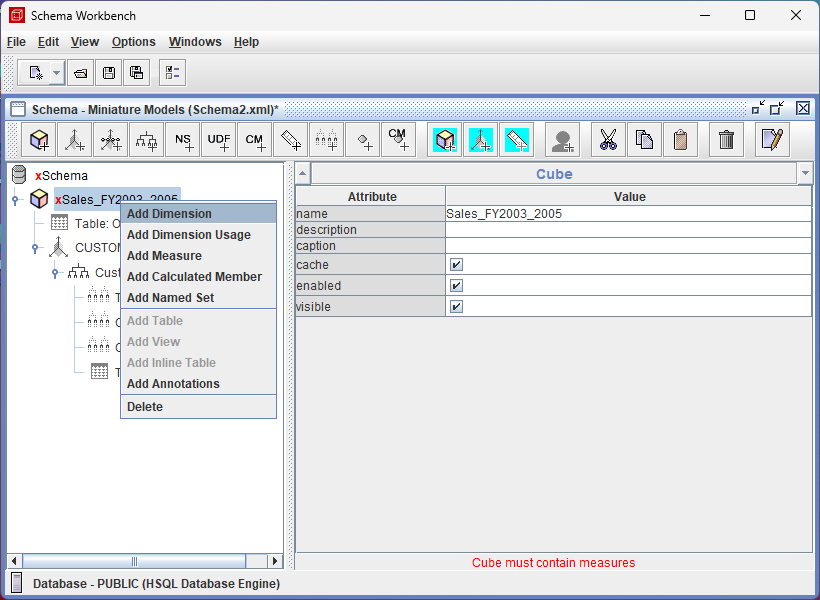 Schema Workbench
File Edit View Options Windows Help
Schema - Miniature Models (Schema2.xml)*
NS UDF CM CM
xSchema
xSales_FY2003_2005
Table: O
CUSTOM
Cust
T
C
C
T
Add Dimension
Add Dimension Usage
Add Measure
Add Calculated Member
Add Named Set
Add Table
Add View
Add Inline Table
Add Annotations
Delete
Cube
Attribute Value
name Sales_FY2003_2005
description
caption
cache
enabled
visible
Cube must contain measures
Database - PUBLIC (HSQL Database Engine)